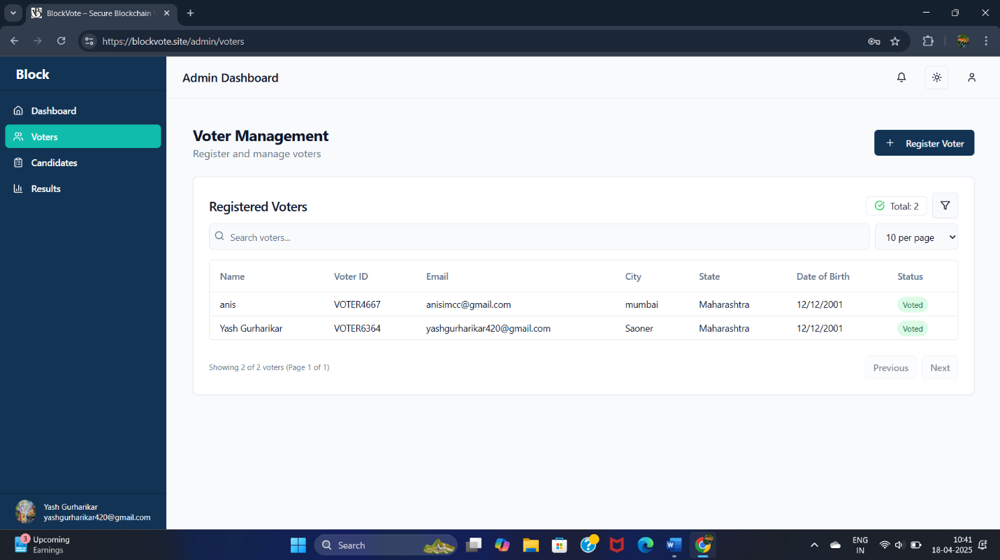 BlockVote – Secure Blockchain
https://blockvote.site/admin/voters
Block
Admin Dashboard
Dashboard
Voters
Candidates
Results
Voter Management
Register and manage voters
Register Voter
Registered Voters
Total: 2
Search voters...
10 per page
Name Voter ID Email City State Date of Birth Status
anis VOTER4667 anisimcc@gmail.com mumbai Maharashtra 12/12/2001 Voted
Yash Gurharikar VOTER6364 yashgurharikar420@gmail.com Saoner Maharashtra 12/12/2001 Voted
Showing 2 of 2 voters (Page 1 of 1)
Previous Next
Yash Gurharikar
yashgurharikar420@gmail.com
3
Upcoming
Earnings
Search
ENG
IN
10:41
18-04-2025